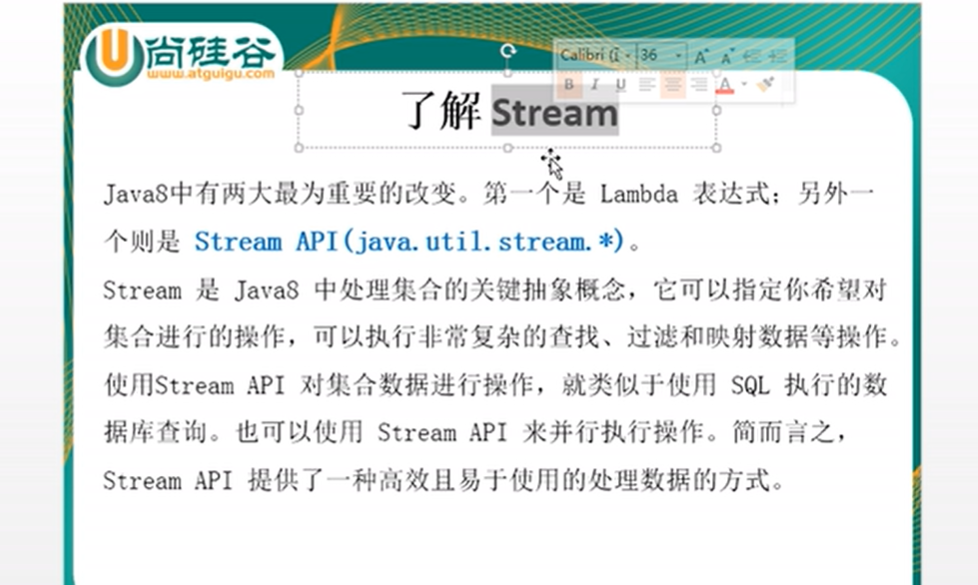 尚硅谷
www.atguigu.com
Calibri (
36
A
A
B
I
U
A
了解 Stream
Java8中有两大最为重要的改变。第一个是 Lambda 表达式；另外一
个则是 Stream API(java.util.stream.*)。
Stream 是 Java8 中处理集合的关键抽象概念，它可以指定你希望对
集合进行的操作，可以执行非常复杂的查找、过滤和映射数据等操作。
使用Stream API 对集合数据进行操作，就类似于使用 SQL 执行的数
据库查询。也可以使用 Stream API 来并行执行操作。简而言之，
Stream API 提供了一种高效且易于使用的处理数据的方式。